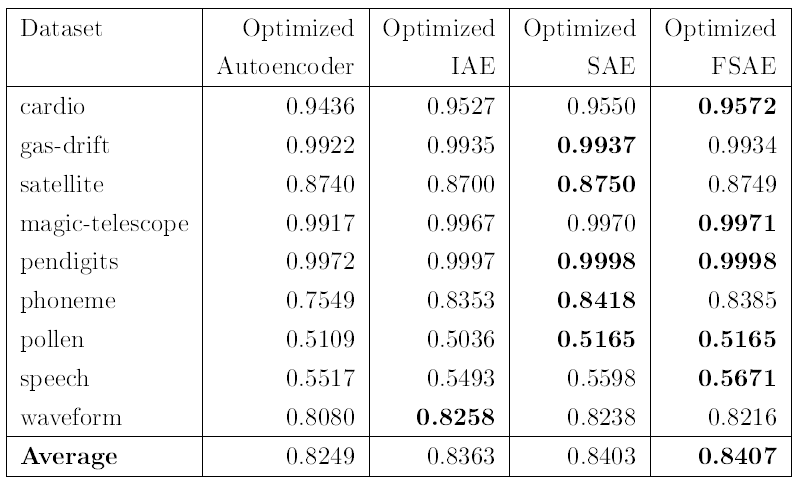 Dataset Optimized Optimized Optimized Optimized
Autoencoder IAE SAE FSAE
cardio 0.9436 0.9527 0.9550 0.9572
gas-drift 0.9922 0.9935 0.9937 0.9934
satellite 0.8740 0.8700 0.8750 0.8749
magic-telescope 0.9917 0.9967 0.9970 0.9971
pendigits 0.9972 0.9997 0.9998 0.9998
phoneme 0.7549 0.8353 0.8418 0.8385
pollen 0.5109 0.5036 0.5165 0.5165
speech 0.5517 0.5493 0.5598 0.5671
waveform 0.8080 0.8258 0.8238 0.8216
Average 0.8249 0.8363 0.8403 0.8407